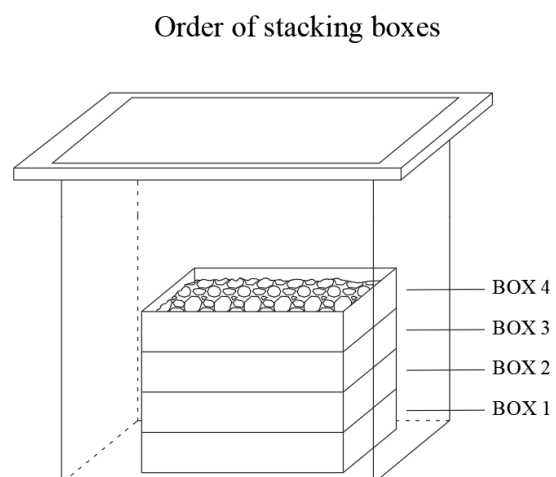 Order of stacking boxes
BOX 4
BOX 3
BOX 2
BOX 1